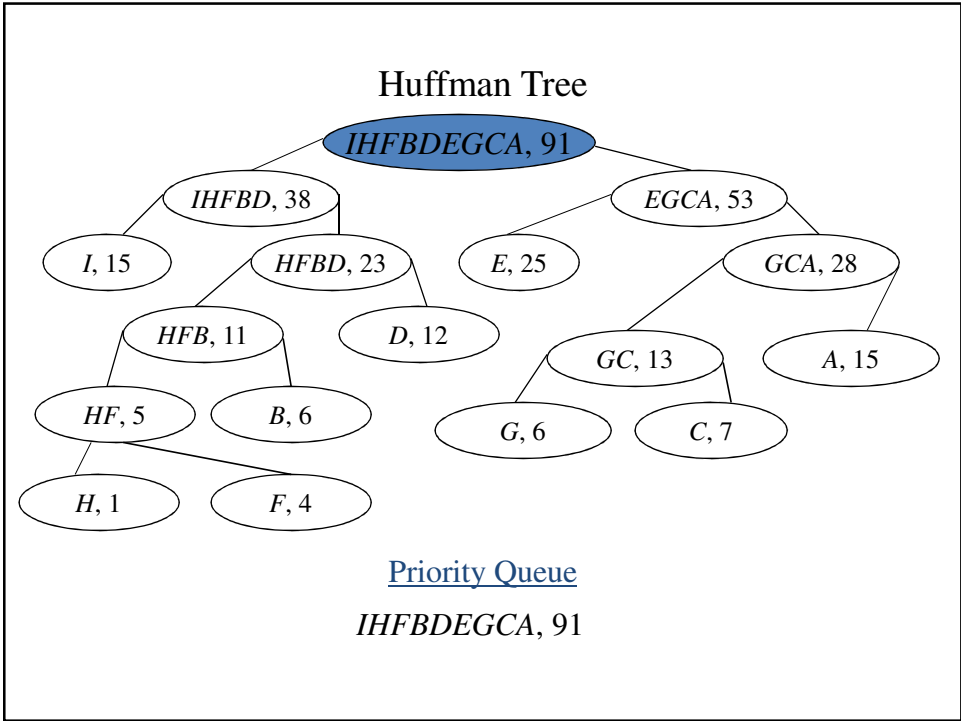 Huffman Tree
IHFBDEGCA, 91
IHFBD, 38
EGCA, 53
I, 15
HFBD, 23
E, 25
GCA, 28
HFB, 11
D, 12
GC, 13
A, 15
HF, 5
B, 6
G, 6
C, 7
H, 1
F, 4
Priority Queue
IHFBDEGCA, 91